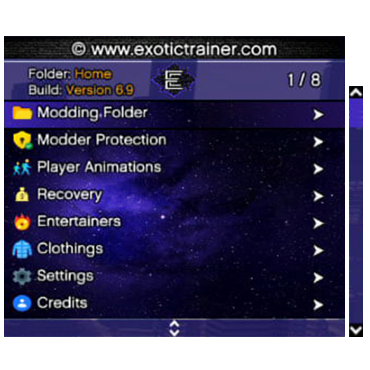 © www.exotictrainer.com
Folder: Home
Build: Version 6.9
E
1 / 8
Modding Folder
Modder Protection
Player Animations
Recovery
Entertainers
Clothings
Settings
Credits